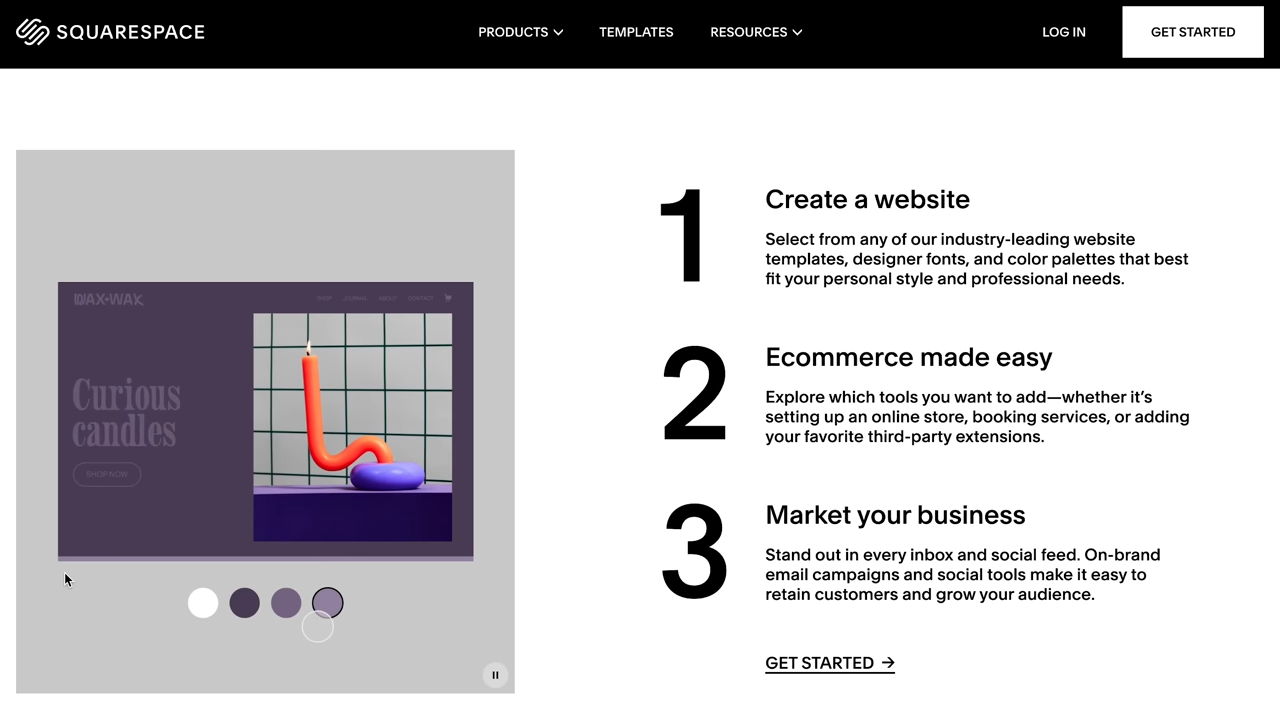 SQUARESPACE
PRODUCTS
TEMPLATES
RESOURCES
LOG IN
GET STARTED
WAX+WAK
SHOP
JOURNAL
ABOUT
CONTACT
Curious
candles
SHOP NOW
1
Create a website
Select from any of our industry-leading website
templates, designer fonts, and color palettes that best
fit your personal style and professional needs.
2
Ecommerce made easy
Explore which tools you want to add—whether it’s
setting up an online store, booking services, or adding
your favorite third-party extensions.
3
Market your business
Stand out in every inbox and social feed. On-brand
email campaigns and social tools make it easy to
retain customers and grow your audience.
GET STARTED →